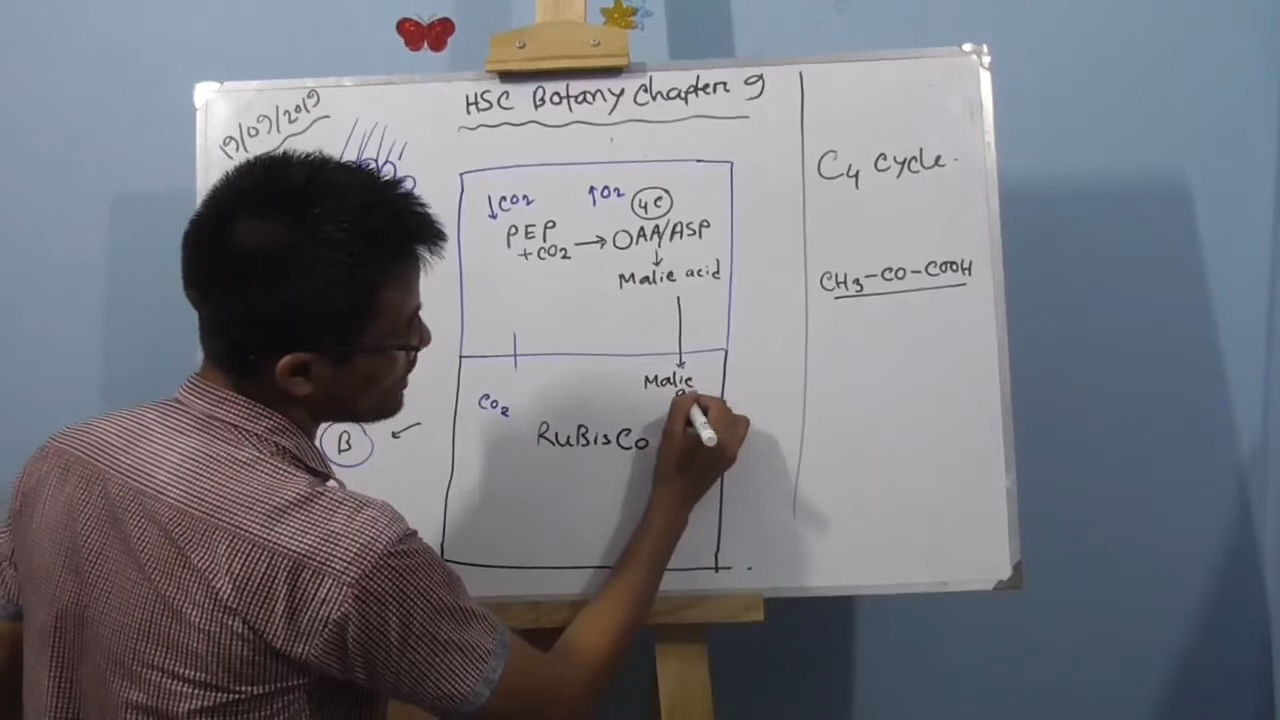 19/09/2019
HSC Botany Chapter 9
C4 cycle.
↓CO2 ↑O2 4C
PEP → OAA/ASP
+CO2
↓
Malic acid
CH3-CO-COOH
Malic
a
CO2
RuBisCo
B